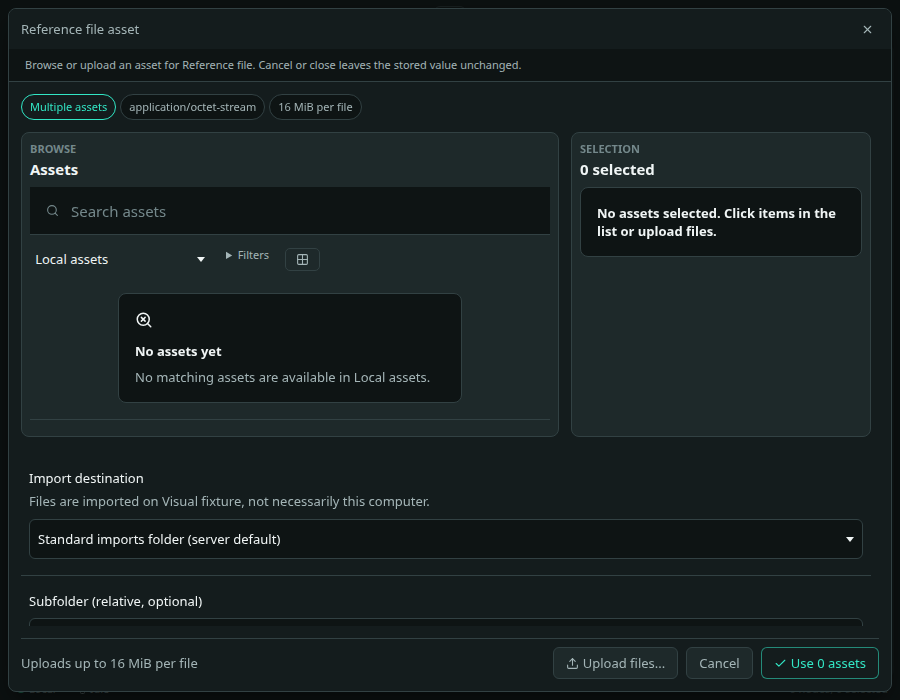 Reference file asset
Browse or upload an asset for Reference file. Cancel or close leaves the stored value unchanged.
Multiple assets
application/octet-stream
16 MiB per file
BROWSE
Assets
Search assets
Local assets
Filters
No assets yet
No matching assets are available in Local assets.
SELECTION
0 selected
No assets selected. Click items in the
list or upload files.
Import destination
Files are imported on Visual fixture, not necessarily this computer.
Standard imports folder (server default)
Subfolder (relative, optional)
Uploads up to 16 MiB per file
Upload files...
Cancel
Use 0 assets